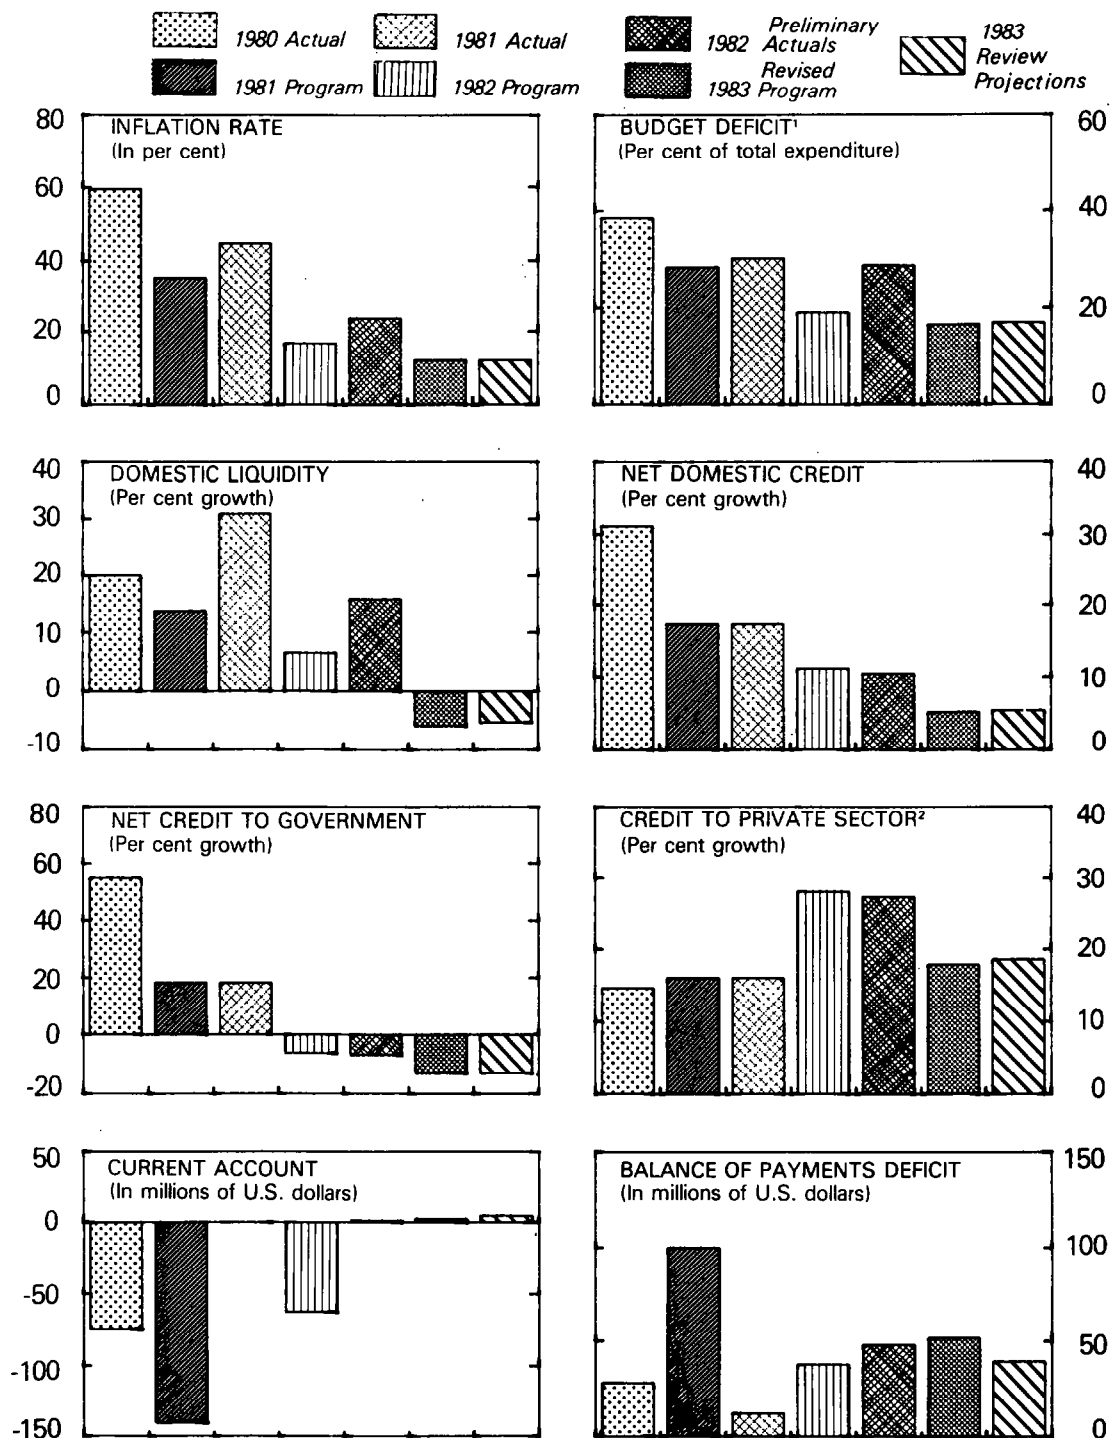 1980 Actual
1981 Program
1981 Actual
1982 Program
1982 Preliminary Actuals
1983 Revised Program
1983 Review Projections
INFLATION RATE
(In per cent)
80
60
40
20
0
BUDGET DEFICIT¹
(Per cent of total expenditure)
60
40
20
0
DOMESTIC LIQUIDITY
(Per cent growth)
40
30
20
10
0
-10
NET DOMESTIC CREDIT
(Per cent growth)
40
30
20
10
0
NET CREDIT TO GOVERNMENT
(Per cent growth)
80
60
40
20
0
-20
CREDIT TO PRIVATE SECTOR²
(Per cent growth)
40
30
20
10
0
CURRENT ACCOUNT
(In millions of U.S. dollars)
50
0
-50
-100
-150
BALANCE OF PAYMENTS DEFICIT
(In millions of U.S. dollars)
150
100
50
0